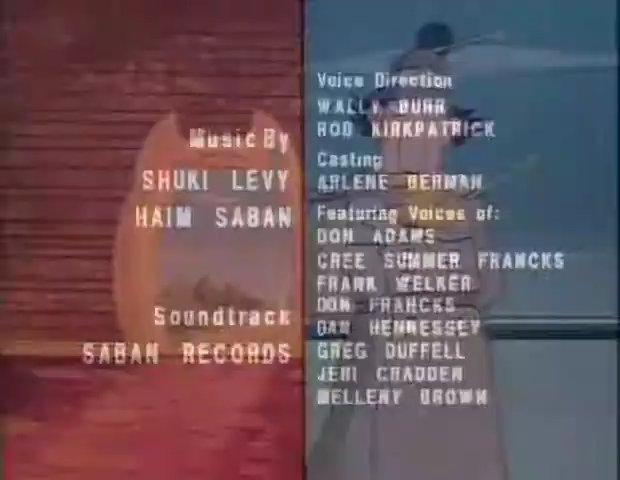 Music By
SHUKI LEVY
HAIM SABAN
Soundtrack
SABAN RECORDS
Voice Direction
WALLY BURR
ROB KIRKPATRICK
Casting
ARLENE BERMAN
Featuring Voices of:
DON ADAMS
CREE SUMMER FRANCKS
FRANK WELKER
DON FRANCKS
DAN HENNESSEY
GREG DUFFELL
JERI CRADDEN
MELLENY BROWN